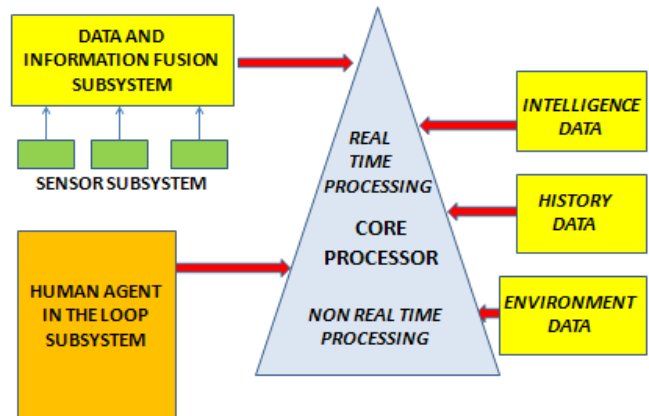 DATA AND
INFORMATION FUSION
SUBSYSTEM
SENSOR SUBSYSTEM
HUMAN AGENT
IN THE LOOP
SUBSYSTEM
REAL
TIME
PROCESSING
CORE
PROCESSOR
NON REAL TIME
PROCESSING
INTELLIGENCE
DATA
HISTORY
DATA
ENVIRONMENT
DATA